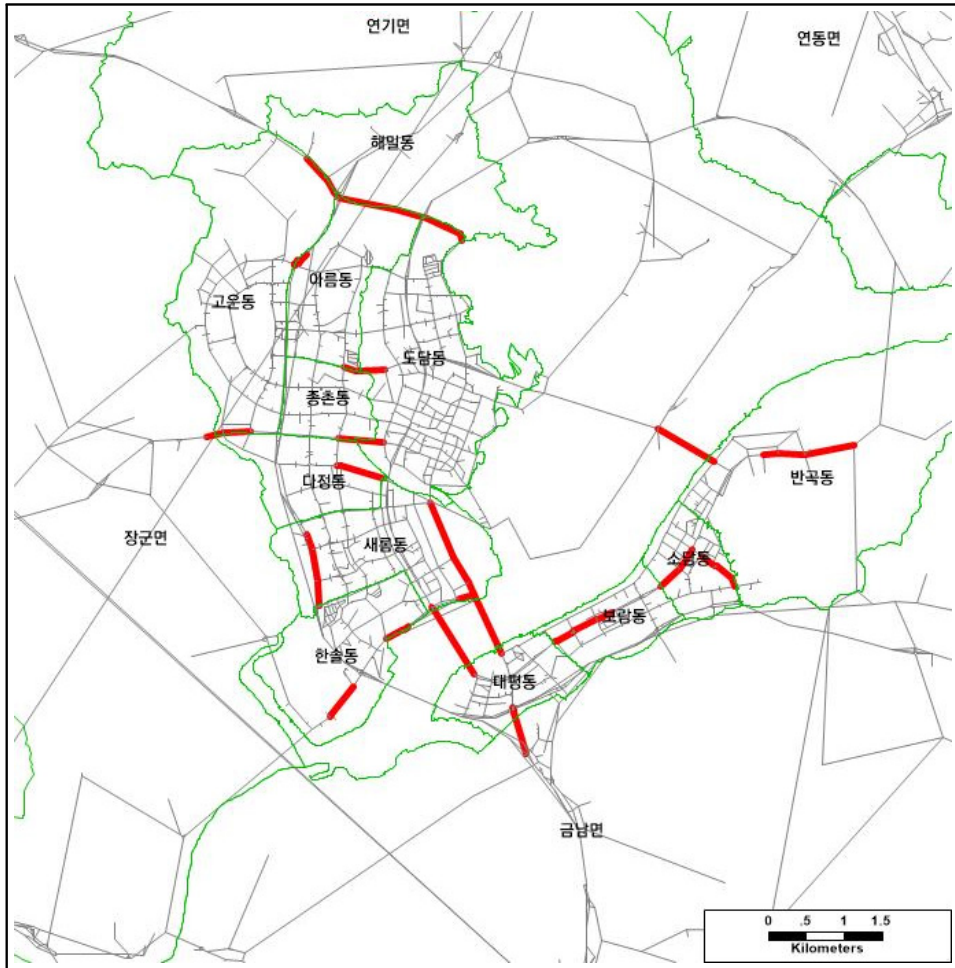 연기면
연동면
해밀동
아름동
고운동
도담동
종촌동
다정동
반곡동
장군면
새롬동
소담동
보람동
한솔동
대평동
금남면
0 .5 1 1.5
Kilometers